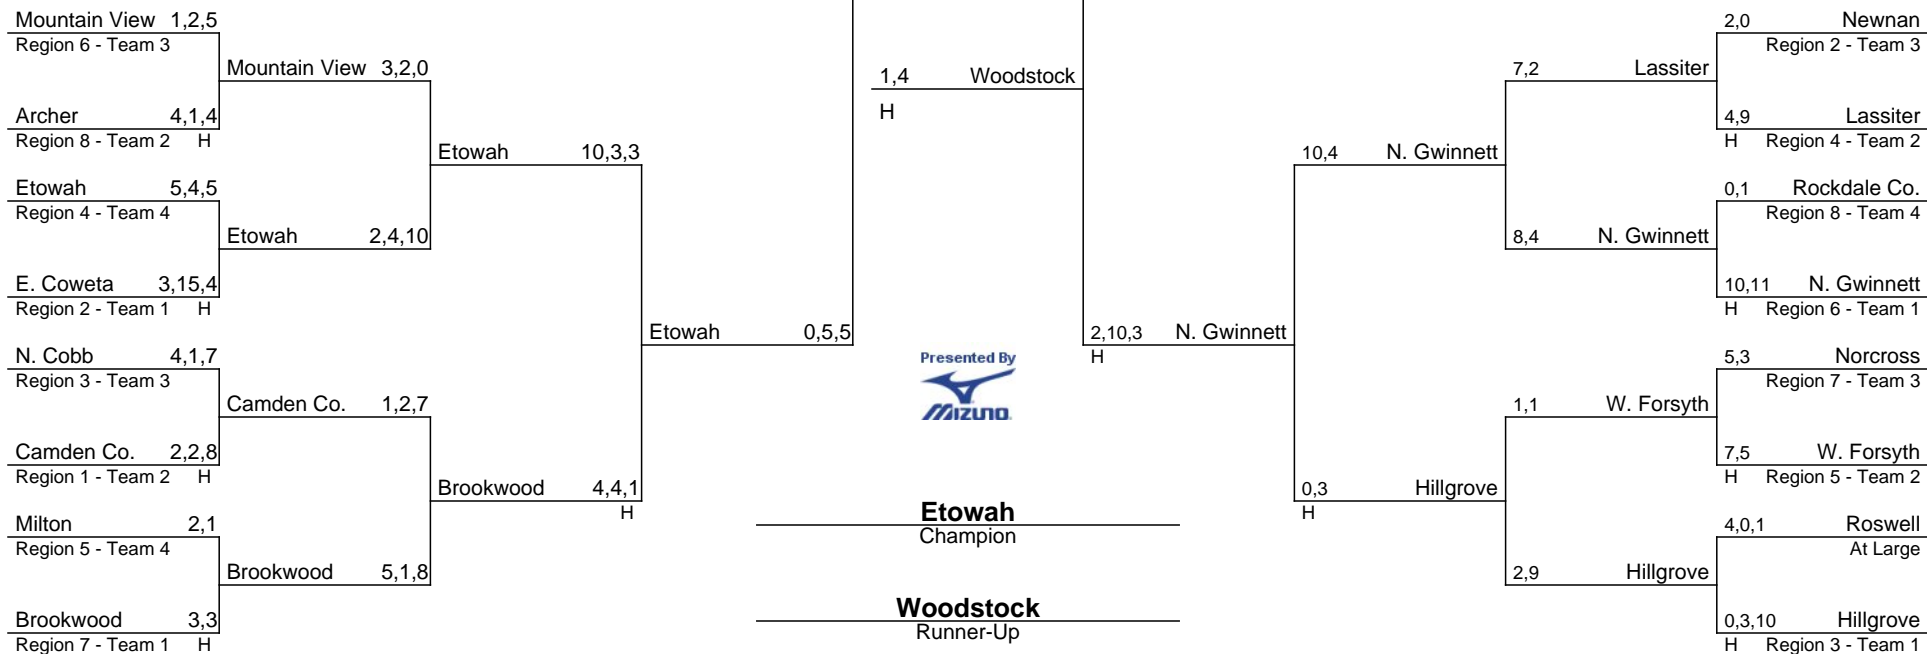 Mountain View 1,2,5
Region 6 - Team 3
Mountain View 3,2,0
Archer 4,1,4
Region 8 - Team 2 H
Etowah 10,3,3
Etowah 5,4,5
Region 4 - Team 4
Etowah 2,4,10
E. Coweta 3,15,4
Region 2 - Team 1 H
Etowah 0,5,5
N. Cobb 4,1,7
Region 3 - Team 3
Camden Co. 1,2,7
Camden Co. 2,2,8
Region 1 - Team 2 H
Brookwood 4,4,1
H
Milton 2,1
Region 5 - Team 4
Brookwood 5,1,8
Brookwood 3,3
Region 7 - Team 1 H
1,4 Woodstock
H
Presented By
MIZUNO
Etowah
Champion
Woodstock
Runner-Up
2,0 Newnan
Region 2 - Team 3
7,2 Lassiter
4,9 Lassiter
H Region 4 - Team 2
10,4 N. Gwinnett
0,1 Rockdale Co.
Region 8 - Team 4
8,4 N. Gwinnett
10,11 N. Gwinnett
H Region 6 - Team 1
2,10,3 N. Gwinnett
H
5,3 Norcross
Region 7 - Team 3
1,1 W. Forsyth
7,5 W. Forsyth
H Region 5 - Team 2
0,3 Hillgrove
H
4,0,1 Roswell
At Large
2,9 Hillgrove
0,3,10 Hillgrove
H Region 3 - Team 1